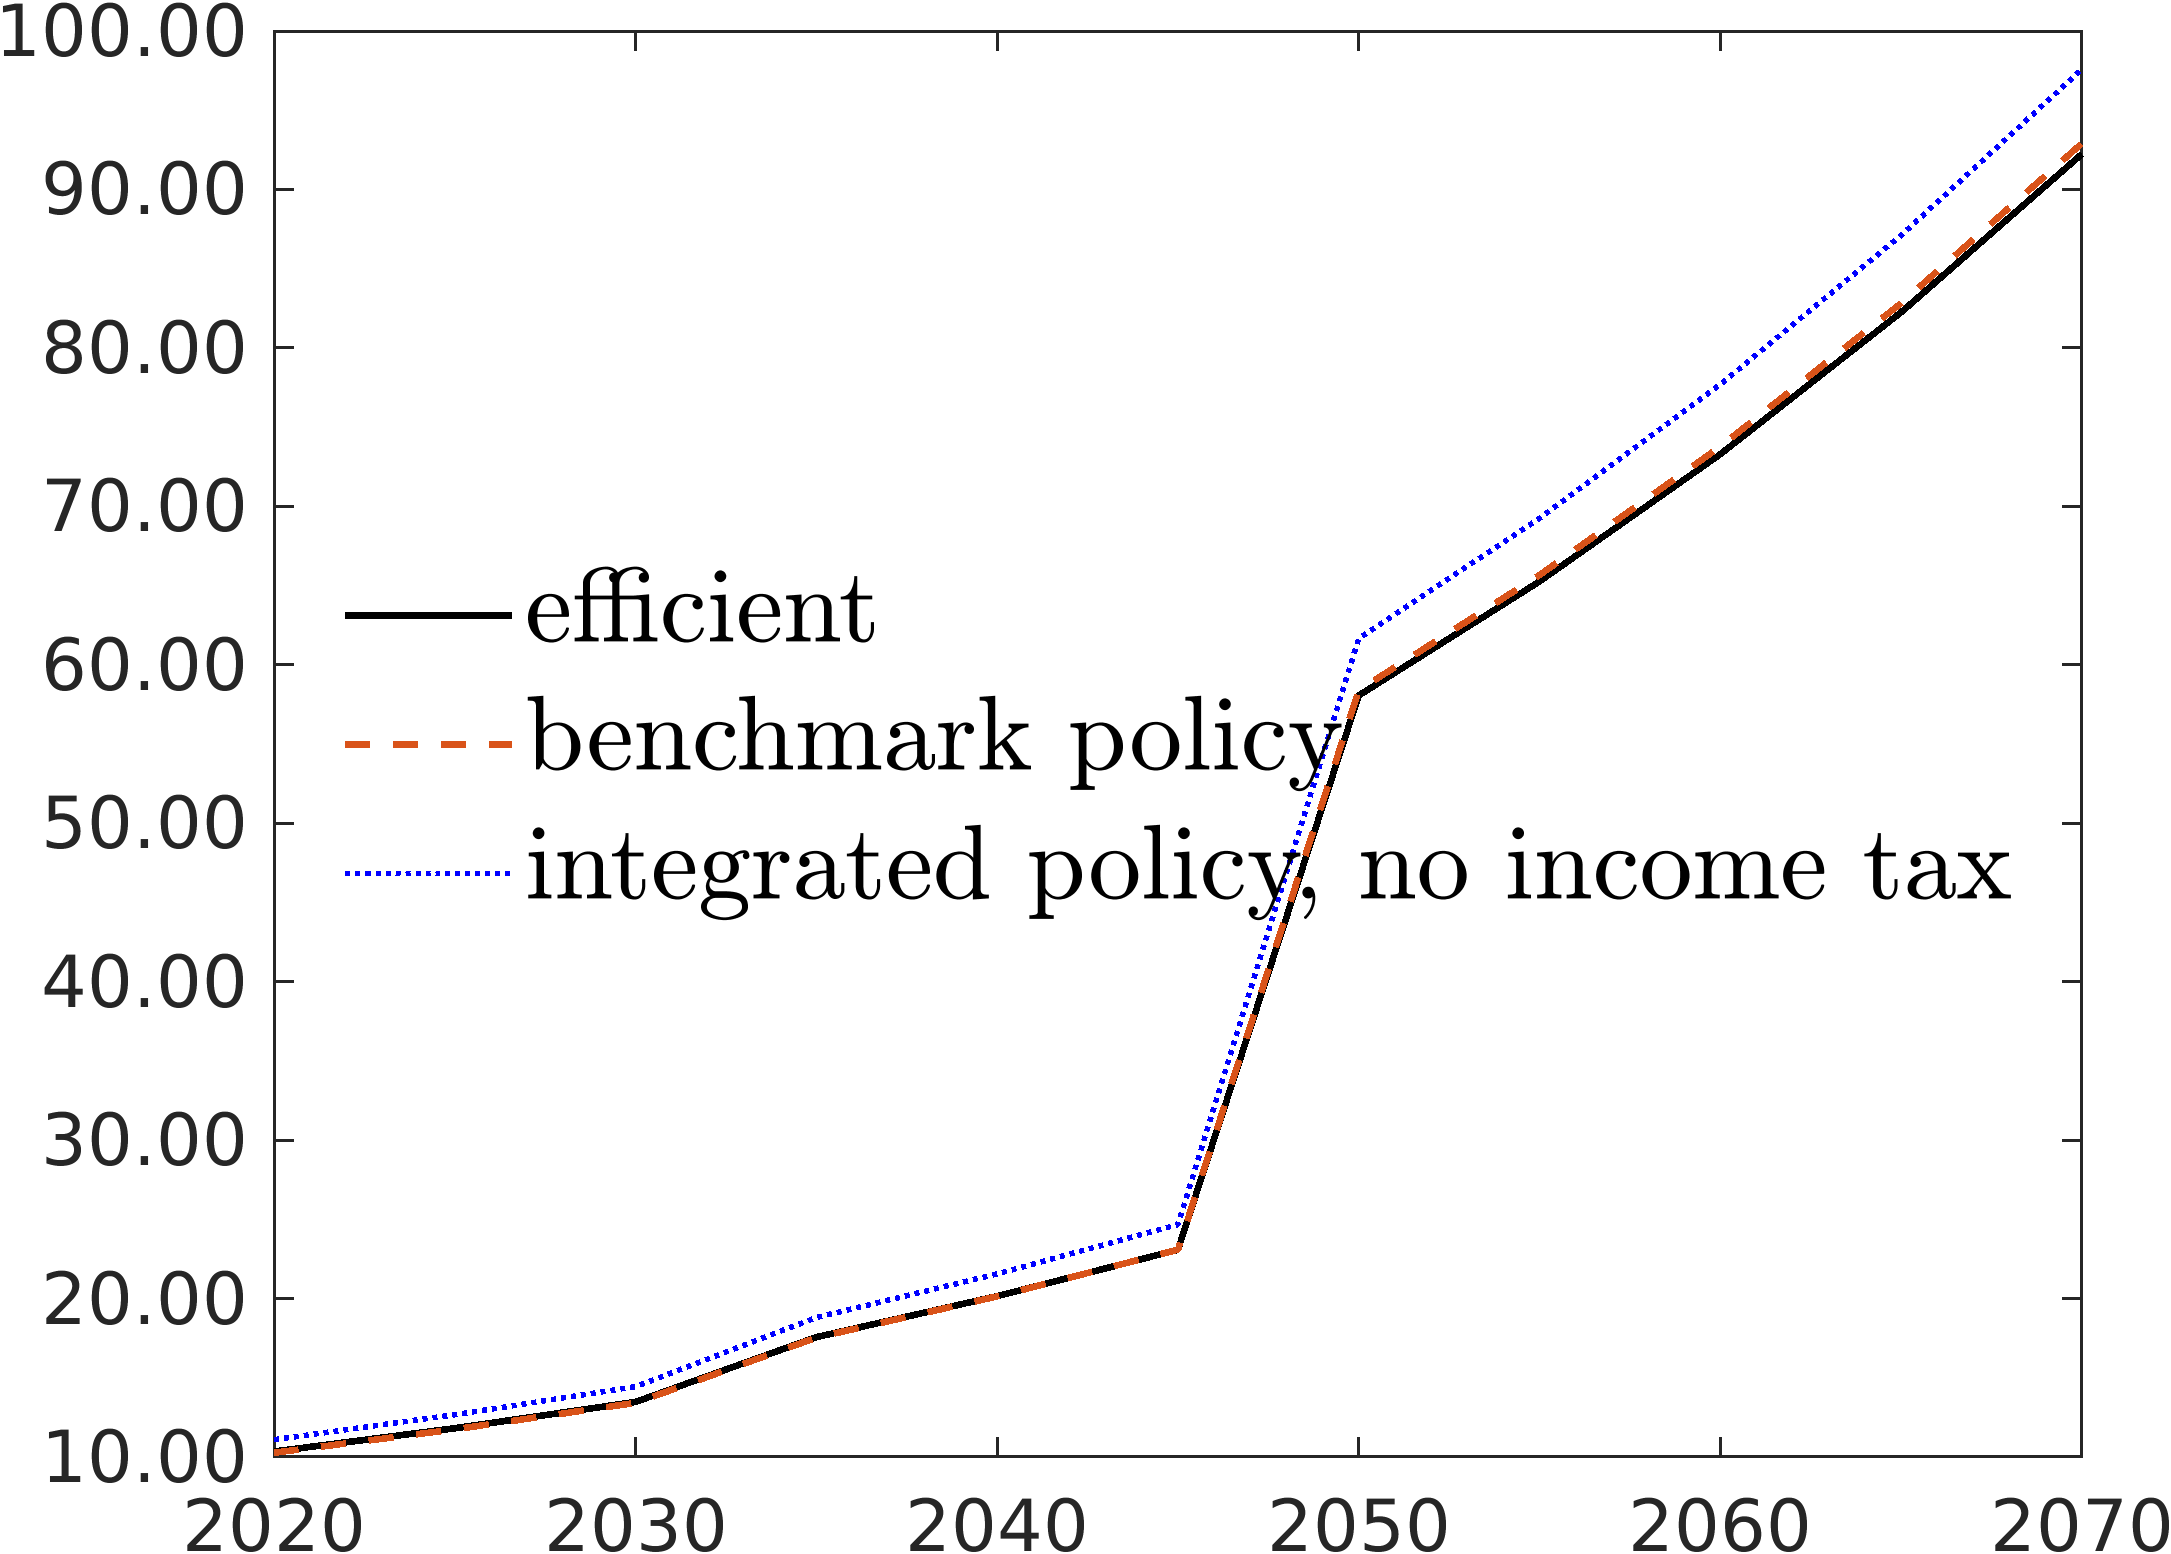 100.00
90.00
80.00
70.00
60.00
50.00
40.00
30.00
20.00
10.00
efficient
benchmark policy
integrated policy, no income tax
2020 2030 2040 2050 2060 2070